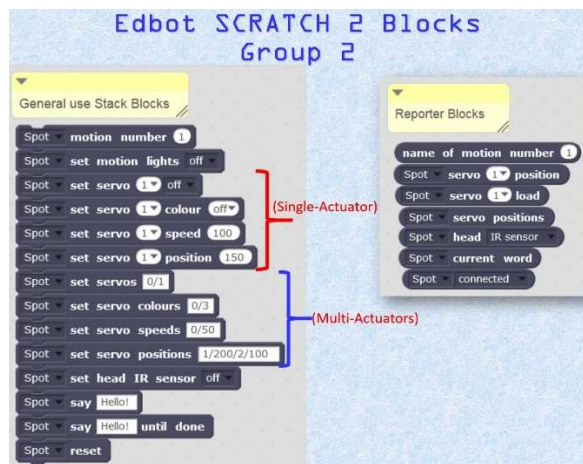 Edbot SCRATCH 2 Blocks
Group 2
General use Stack Blocks
Spot motion number 1
Spot set motion lights off
Spot set servo 1 off
Spot set servo 1 colour off
Spot set servo 1 speed 100
Spot set servo 1 position 150
(Single-Actuator)
Spot set servos 0/1
Spot set servo colours 0/3
Spot set servo speeds 0/50
Spot set servo positions 1/200/2/100
(Multi-Actuators)
Spot set head IR sensor off
Spot say Hello!
Spot say Hello! until done
Spot reset
Reporter Blocks
name of motion number 1
Spot servo 1 position
Spot servo 1 load
Spot servo positions
Spot head IR sensor
Spot current word
Spot connected